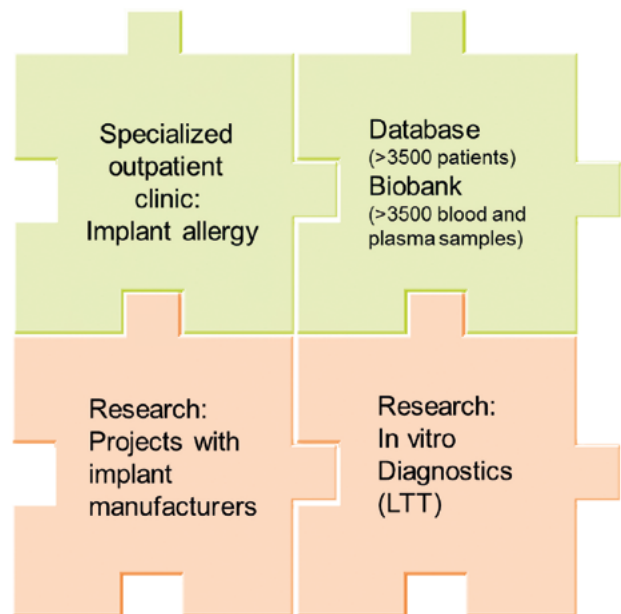 Specialized
outpatient
clinic:
Implant allergy
Database
(>3500 patients)
Biobank
(>3500 blood and
plasma samples)
Research:
Projects with
implant
manufacturers
Research:
In vitro
Diagnostics
(LTT)